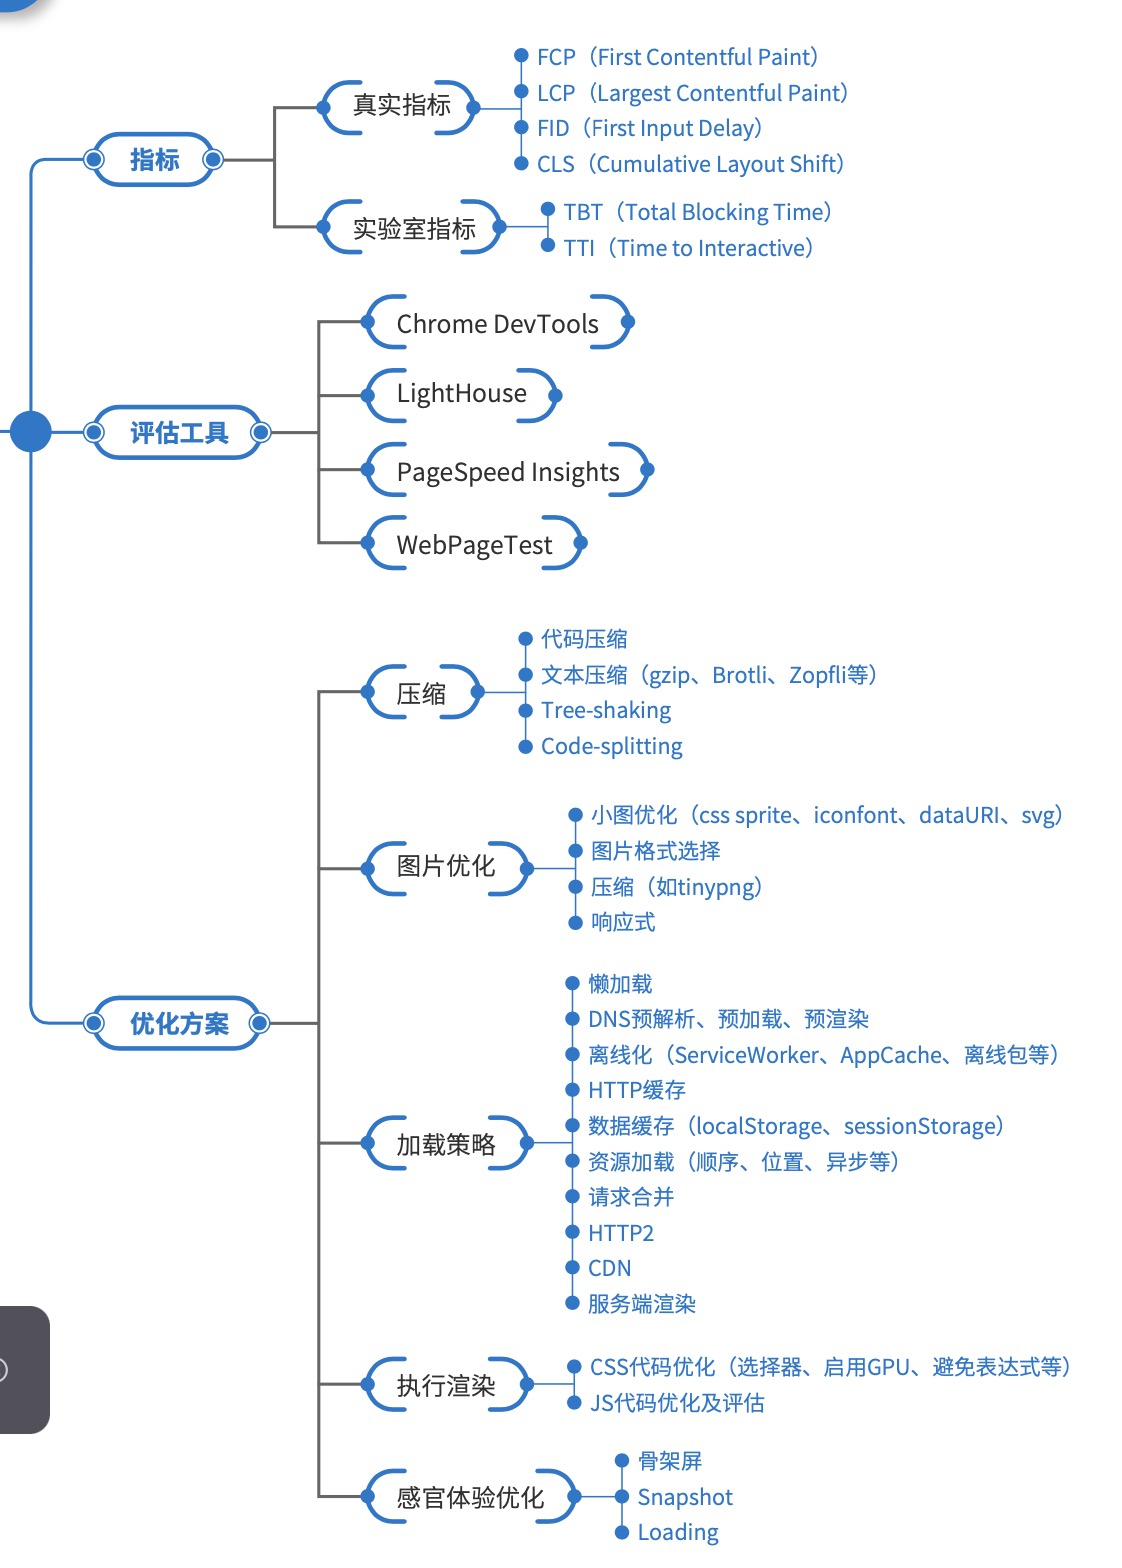 指标
真实指标
FCP（First Contentful Paint）
LCP（Largest Contentful Paint）
FID（First Input Delay）
CLS（Cumulative Layout Shift）
实验室指标
TBT（Total Blocking Time）
TTI（Time to Interactive）
评估工具
Chrome DevTools
LightHouse
PageSpeed Insights
WebPageTest
优化方案
压缩
代码压缩
文本压缩（gzip、Brotli、Zopfli等）
Tree-shaking
Code-splitting
图片优化
小图优化（css sprite、iconfont、dataURI、svg）
图片格式选择
压缩（如tinypng）
响应式
加载策略
懒加载
DNS预解析、预加载、预渲染
离线化（ServiceWorker、AppCache、离线包等）
HTTP缓存
数据缓存（localStorage、sessionStorage）
资源加载（顺序、位置、异步等）
请求合并
HTTP2
CDN
服务端渲染
执行渲染
CSS代码优化（选择器、启用GPU、避免表达式等）
JS代码优化及评估
感官体验优化
骨架屏
Snapshot
Loading